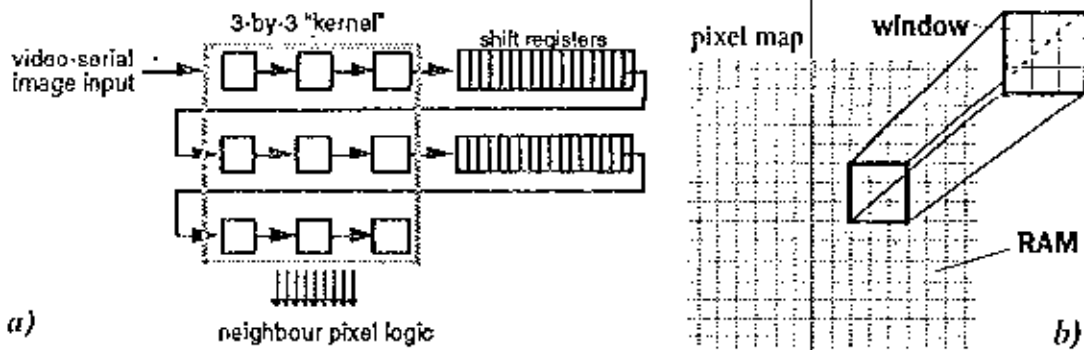 3-by-3 "kernel"
video-serial
image input
shift registers
neighbour pixel logic
a)
pixel map
window
RAM
b)